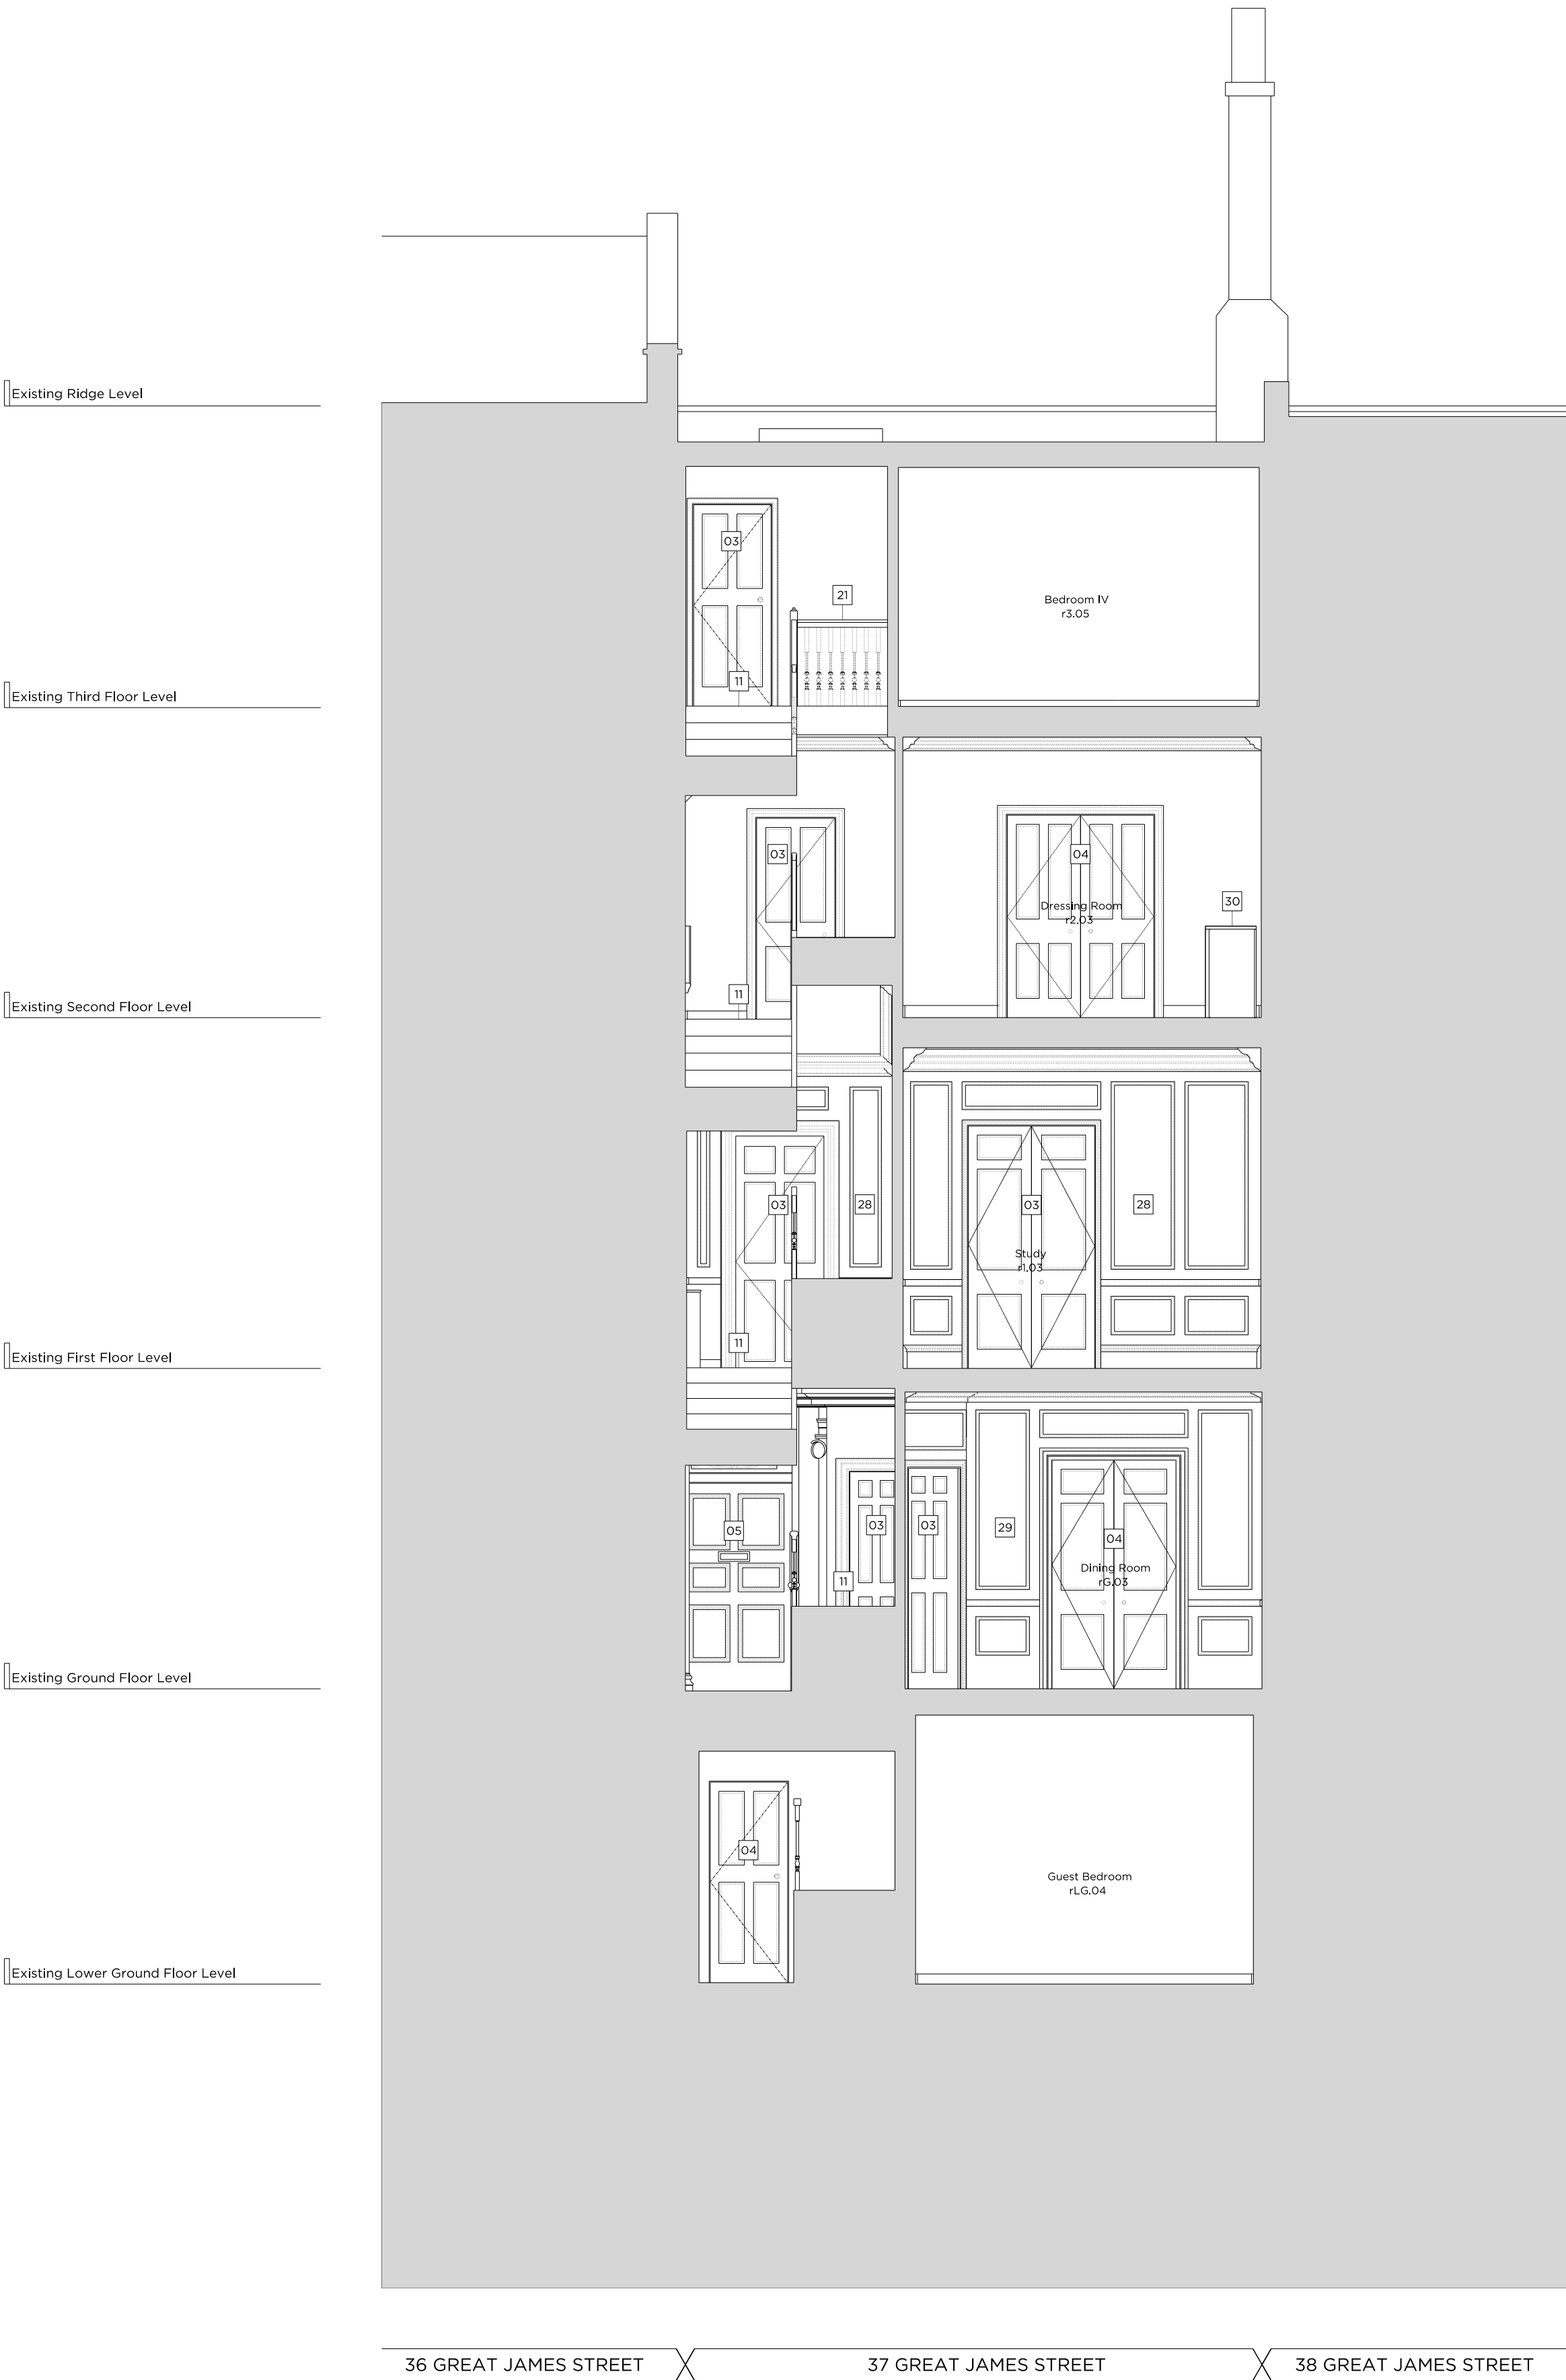 Existing Ridge Level
03
21
Bedroom IV
r3.05
11
Existing Third Floor Level
03
04
Dressing Room
r2.03
30
11
Existing Second Floor Level
03
28
03
28
Study
r1.03
11
Existing First Floor Level
05
03
03
29
04
Dining Room
rG.03
11
Existing Ground Floor Level
04
Guest Bedroom
rLG.04
Existing Lower Ground Floor Level
36 GREAT JAMES STREET
37 GREAT JAMES STREET
38 GREAT JAMES STREET